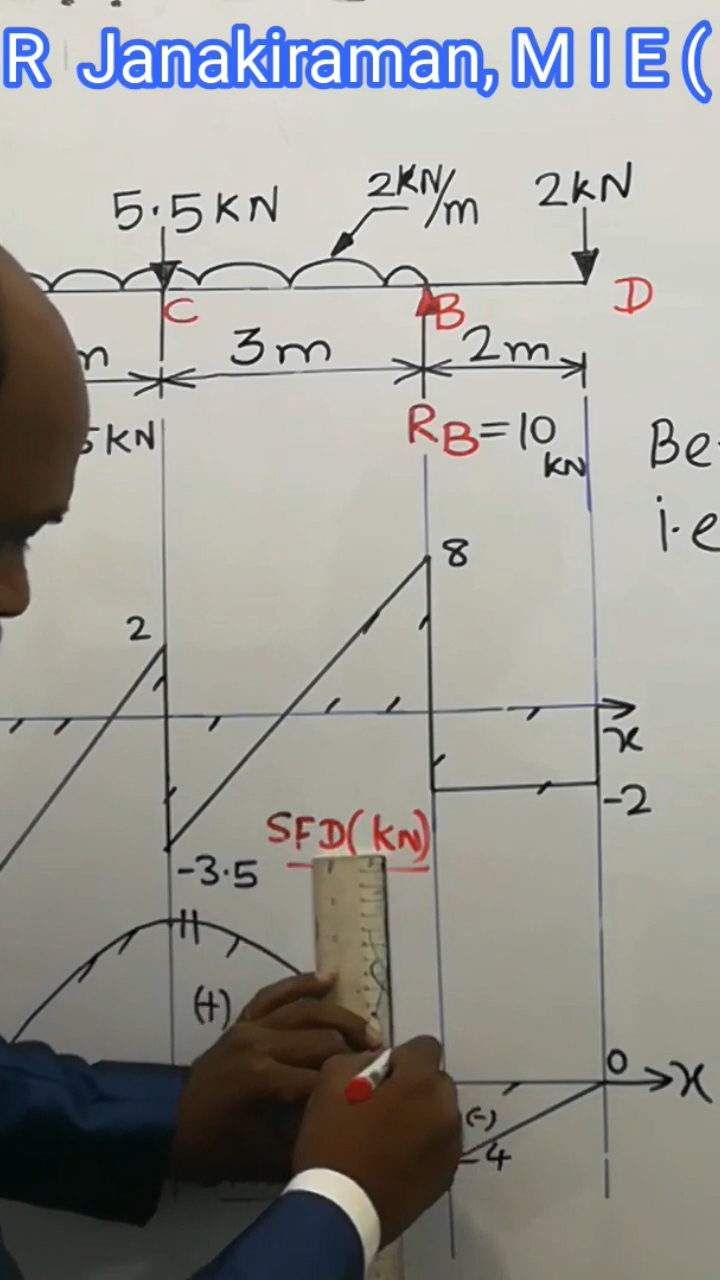 R Janakiraman, M I E (
5.5KN
2KN/m
2KN
C
B
D
n
3m
2m
5KN
RB=10 KN
Be
i.e
8
2
x
-2
SFD(KN)
-3.5
(+)
0
x
(-)
-4